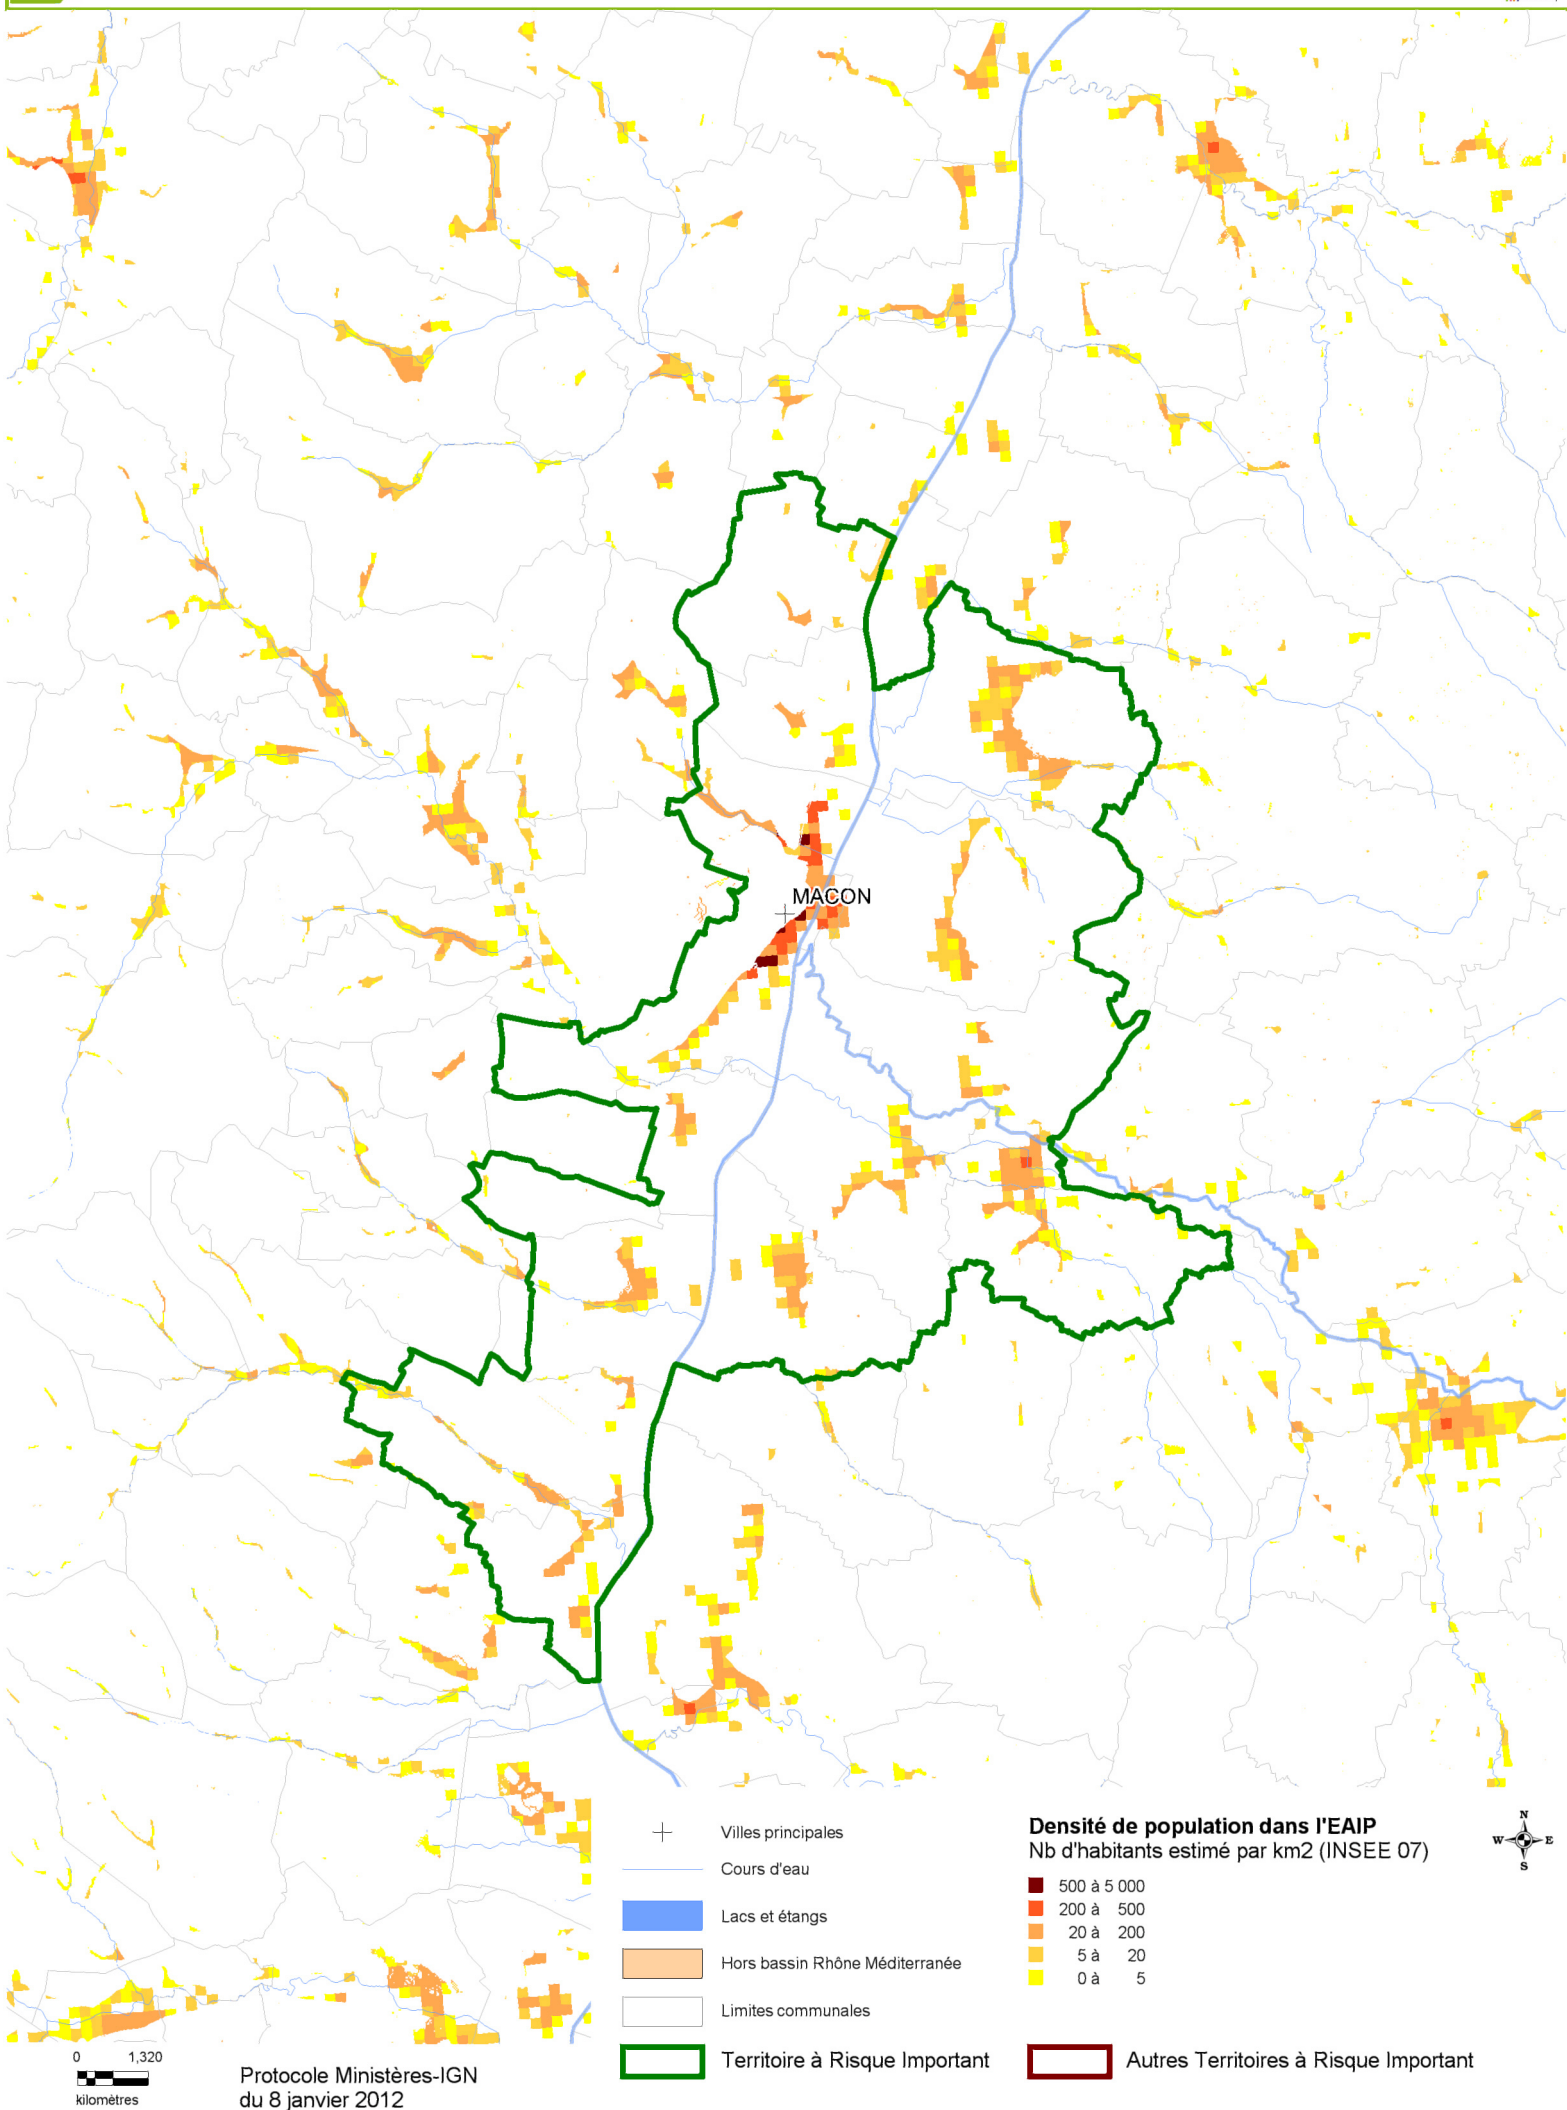 MACON
Villes principales
Cours d'eau
Lacs et étangs
Hors bassin Rhône Méditerranée
Limites communales
Territoire à Risque Important
Densité de population dans l'EAIP
Nb d'habitants estimé par km2 (INSEE 07)
500 à 5 000
200 à 500
20 à 200
5 à 20
0 à 5
Autres Territoires à Risque Important
N
W E
S
0 1,320
kilomètres
Protocole Ministères-IGN
du 8 janvier 2012